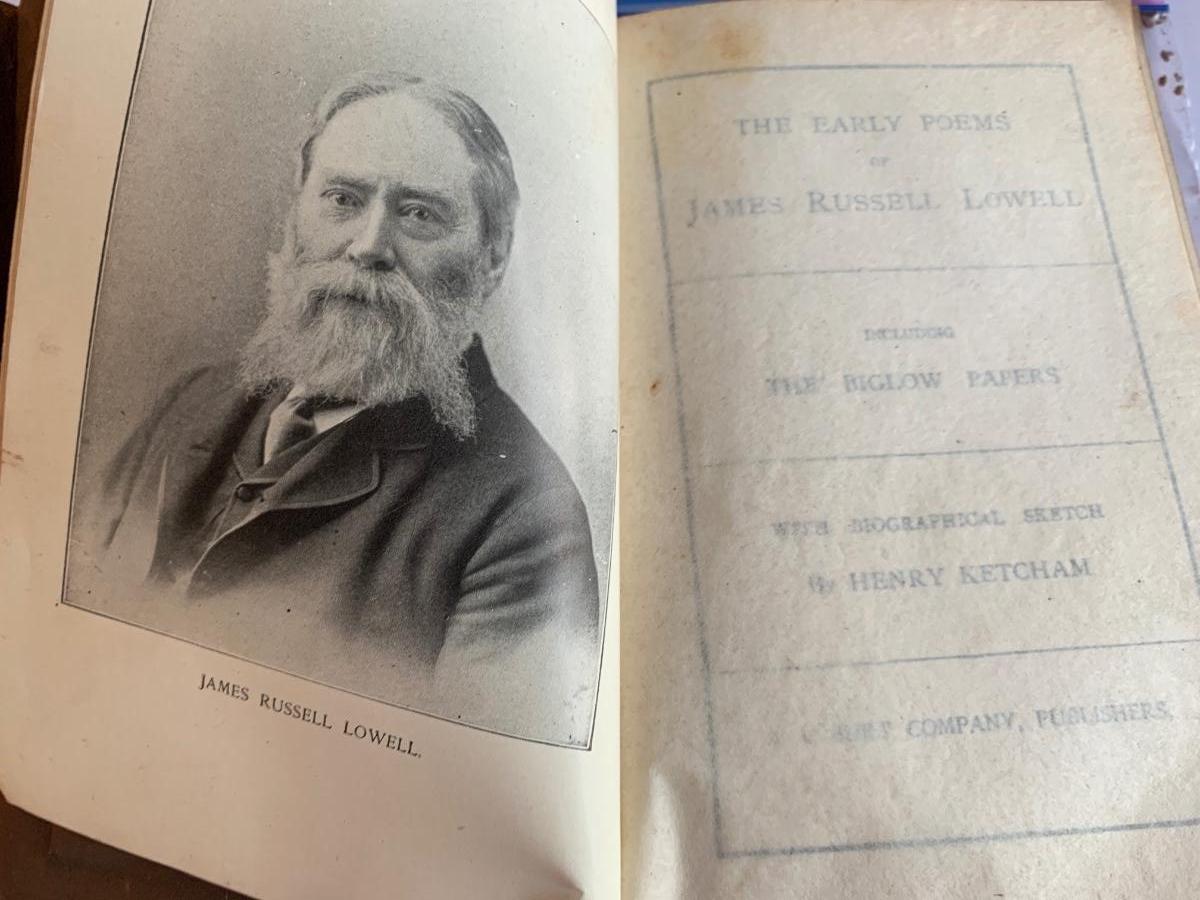 JAMES RUSSELL LOWELL.
THE EARLY POEMS
OF
JAMES RUSSELL LOWELL
INCLUDING
THE BIGLOW PAPERS
WITH BIOGRAPHICAL SKETCH
By HENRY KETCHAM
BURT COMPANY, PUBLISHERS,